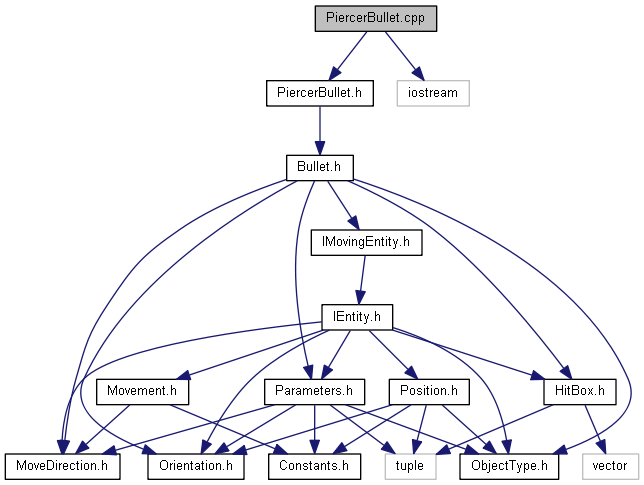 PiercerBullet.cpp
PiercerBullet.h
iostream
Bullet.h
IMovingEntity.h
IEntity.h
Movement.h
Parameters.h
Position.h
HitBox.h
MoveDirection.h
Orientation.h
Constants.h
tuple
ObjectType.h
vector